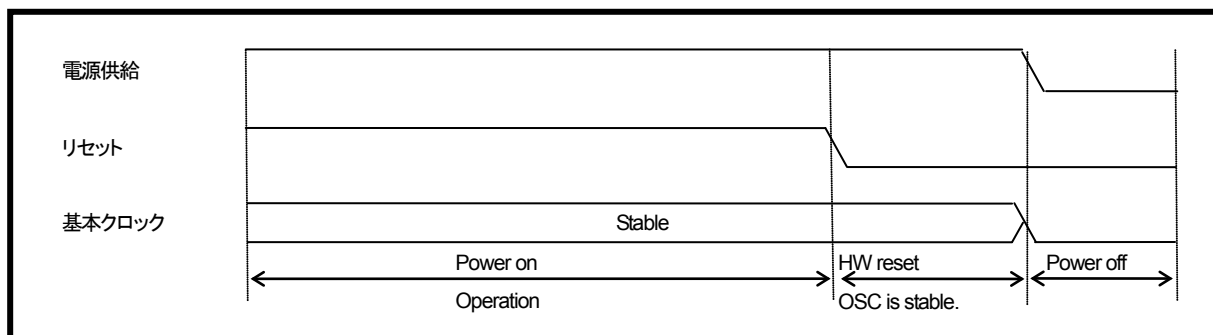 電源供給
リセット
基本クロック
Stable
Power on
HW reset
Power off
Operation
OSC is stable.